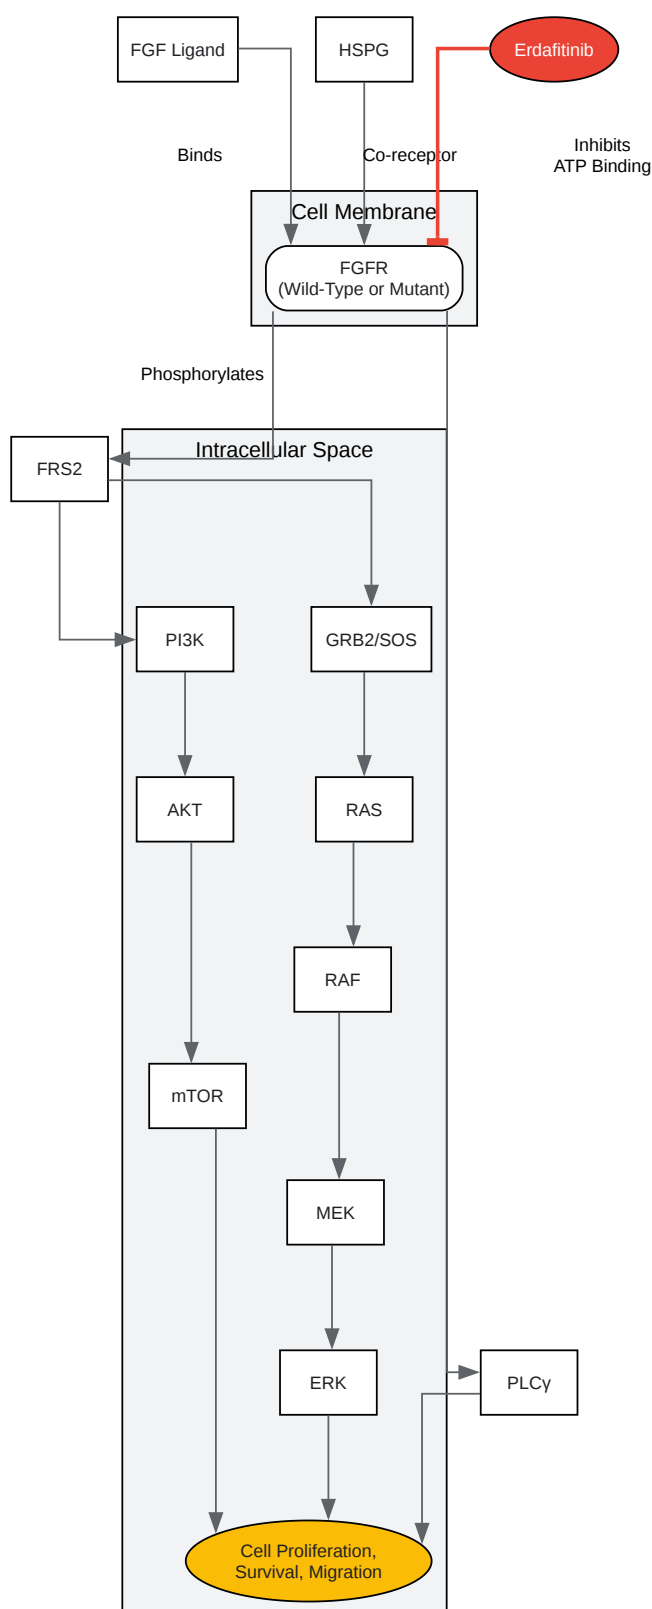 FGF Ligand
HSPG
Erdafitinib
Binds
Co-receptor
Inhibits
ATP Binding
Cell Membrane
FGFR
(Wild-Type or Mutant)
Phosphorylates
Intracellular Space
FRS2
PI3K
GRB2/SOS
AKT
RAS
RAF
mTOR
MEK
ERK
PLCγ
Cell Proliferation,
Survival, Migration